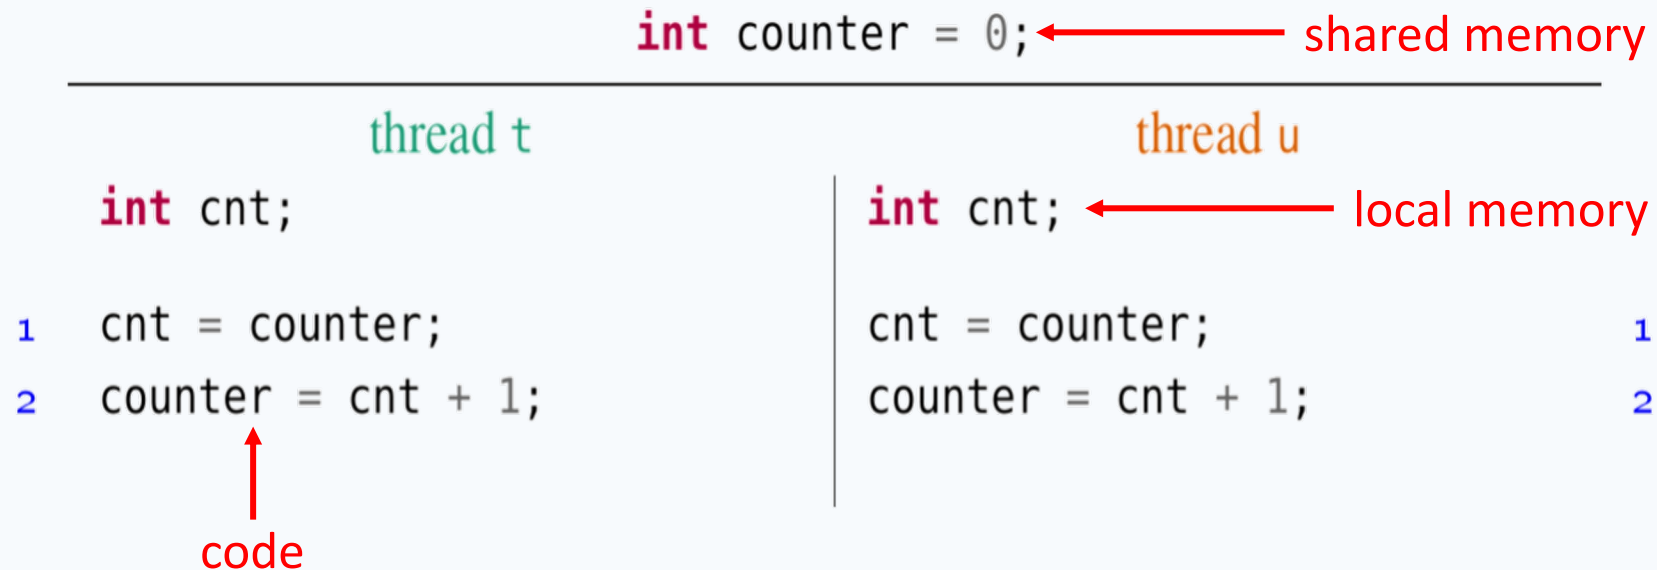 int counter = 0; shared memory
thread t thread u
int cnt; int cnt; local memory
1 cnt = counter; cnt = counter; 1
2 counter = cnt + 1; counter = cnt + 1; 2
code